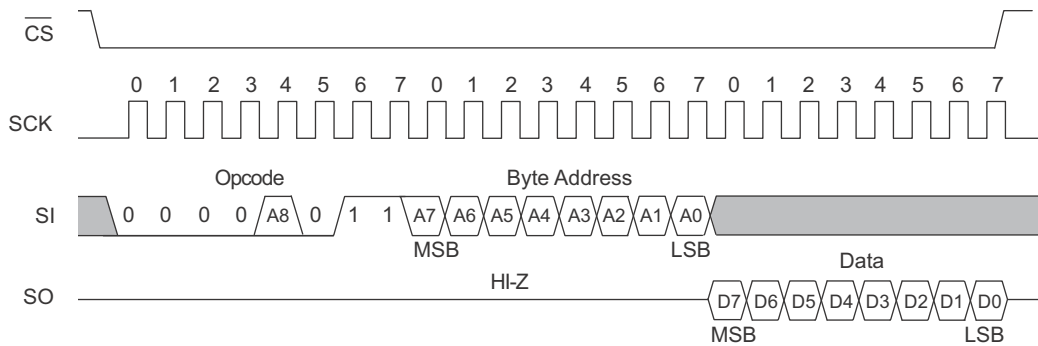 CS
0 1 2 3 4 5 6 7 0 1 2 3 4 5 6 7 0 1 2 3 4 5 6 7
SCK
Opcode Byte Address
SI 0 0 0 0 A8 0 1 1 A7 A6 A5 A4 A3 A2 A1 A0
MSB LSB
Data
HI-Z
SO D7 D6 D5 D4 D3 D2 D1 D0
MSB LSB